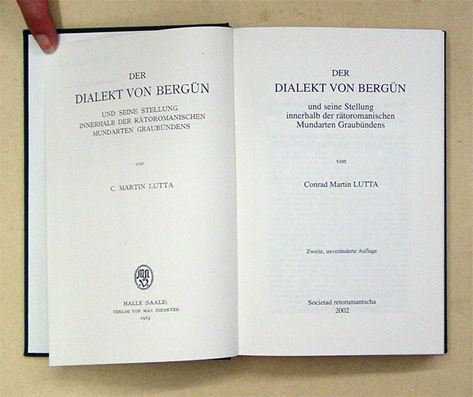 DER
DIALEKT VON BERGÜN
UND SEINE STELLUNG
INNERHALB DER RÄTOROMANISCHEN
MUNDARTEN GRAUBÜNDENS
VON
C. MARTIN LUTTA
HALLE (SAALE)
VERLAG VON MAX NIEMEYER
1923
DER
DIALEKT VON BERGÜN
und seine Stellung
innerhalb der rätoromanischen
Mundarten Graubündens
von
Conrad Martin LUTTA
Zweite, unveränderte Auflage
Societad retorumantscha
2002